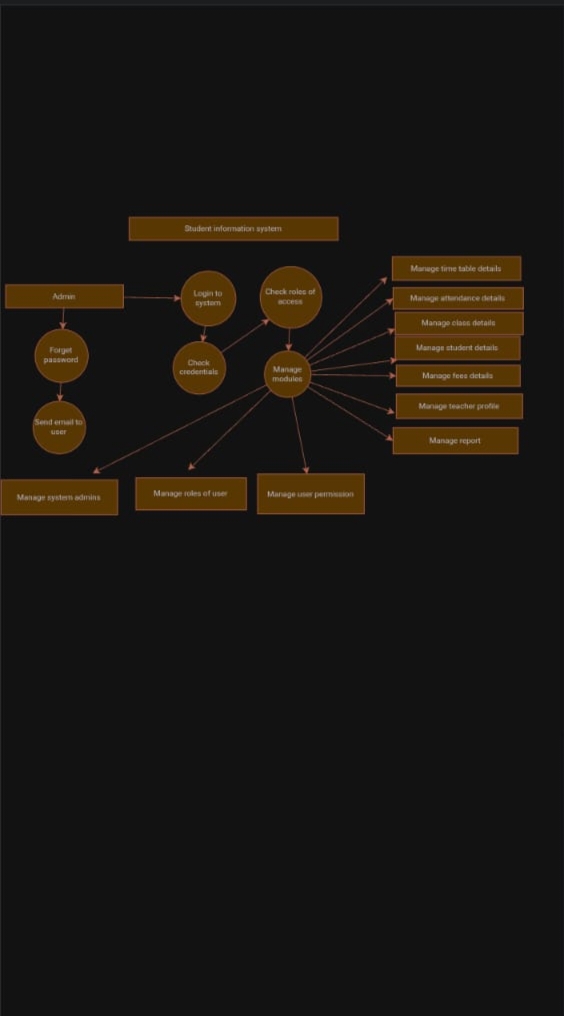 Student information system
Admin
Login to
system
Check roles of
access
Forget
password
Check
credentials
Manage
modules
Send email to
user
Manage time table details
Manage attendance details
Manage class details
Manage student details
Manage fees details
Manage teacher profile
Manage report
Manage system admins
Manage roles of user
Manage user permission